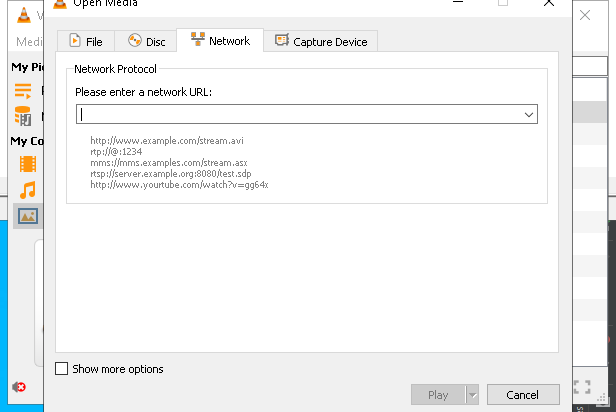 Open Media
Medi
File
Disc
Network
Capture Device
My Pi
Network Protocol
Please enter a network URL:
http://www.example.com/stream.avi
rtp://@:1234
mms://mms.examples.com/stream.asx
rtsp://server.example.org:8080/test.sdp
http://www.yourtube.com/watch?v=gg64x
My Co
Show more options
Play
Cancel